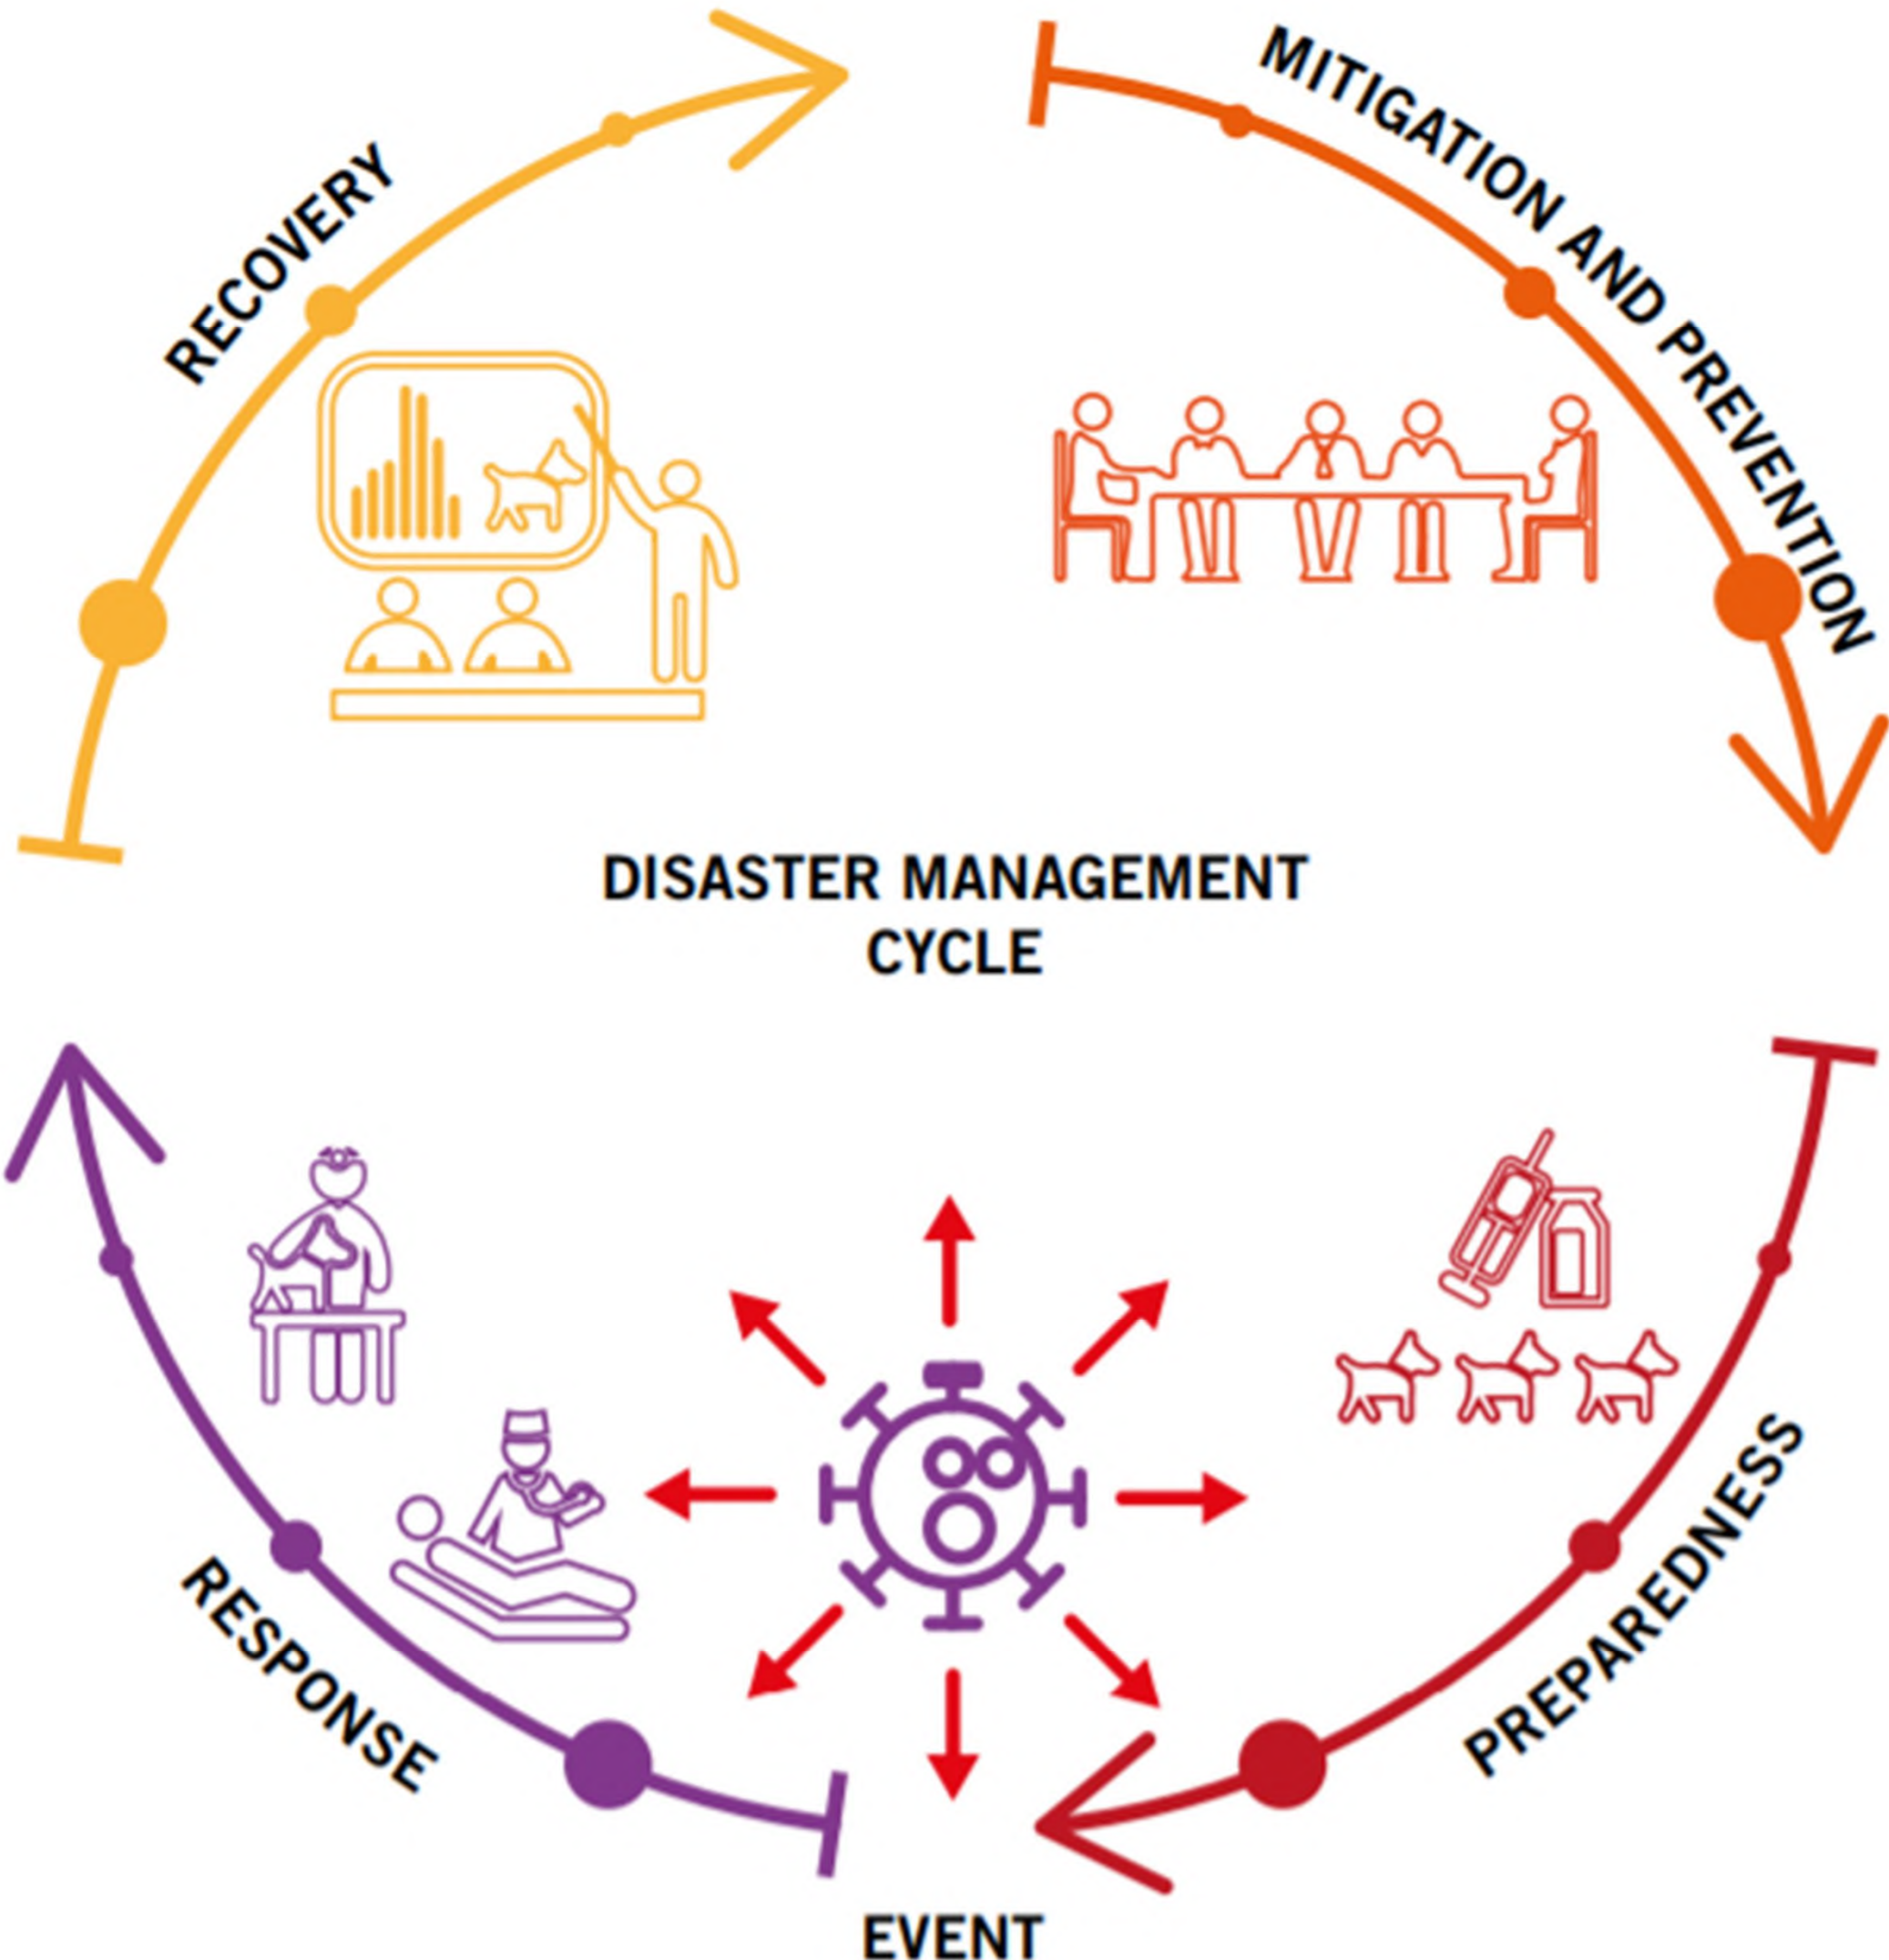 RECOVERY
MITIGATION AND PREVENTION
DISASTER MANAGEMENT
CYCLE
RESPONSE
PREPAREDNESS
EVENT